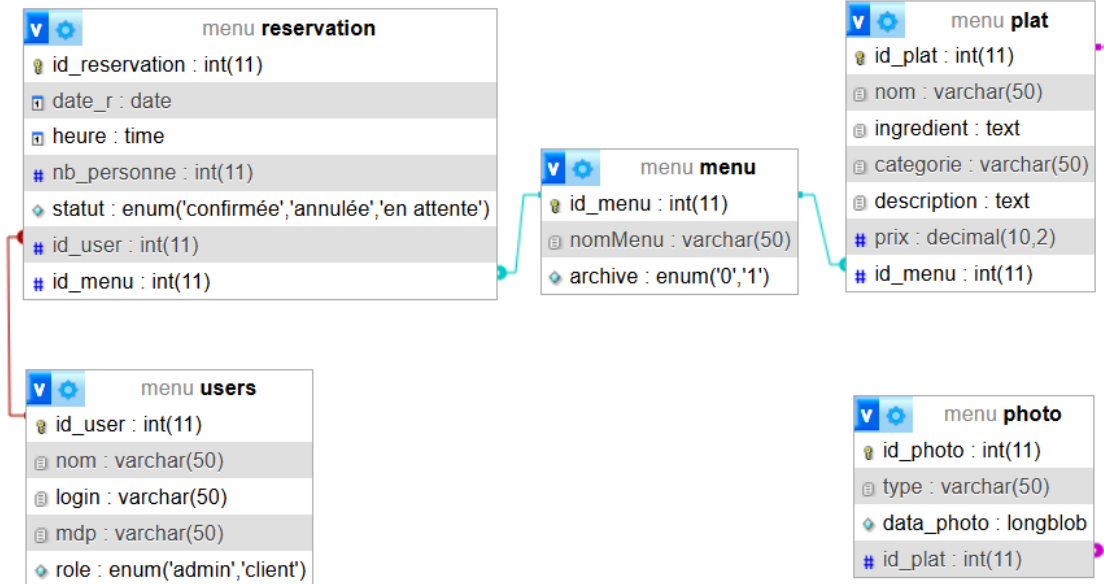 menu reservation
id_reservation : int(11)
date_r : date
heure : time
nb_personne : int(11)
statut : enum('confirmée','annulée','en attente')
id_user : int(11)
id_menu : int(11)
menu menu
id_menu : int(11)
nomMenu : varchar(50)
archive : enum('0','1')
menu plat
id_plat : int(11)
nom : varchar(50)
ingredient : text
categorie : varchar(50)
description : text
prix : decimal(10,2)
id_menu : int(11)
menu users
id_user : int(11)
nom : varchar(50)
login : varchar(50)
mdp : varchar(50)
role : enum('admin','client')
menu photo
id_photo : int(11)
type : varchar(50)
data_photo : longblob
id_plat : int(11)